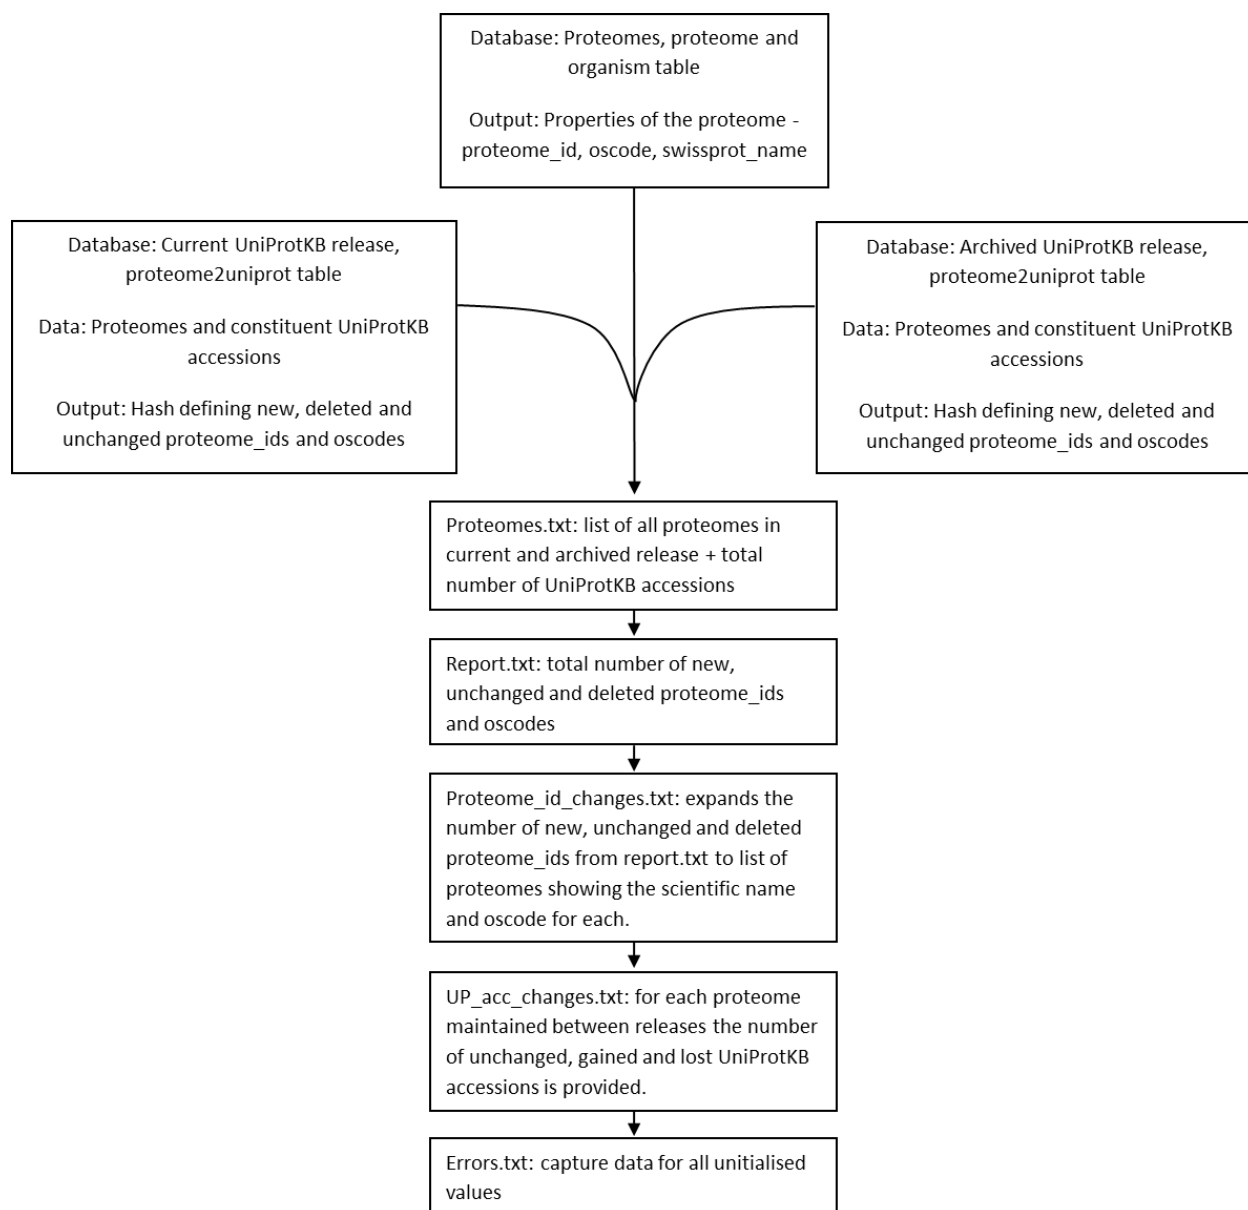 Database: Proteomes, proteome and
organism table
Output: Properties of the proteome -
proteome_id, oscode, swissprot_name
Database: Current UniProtKB release,
proteome2uniprot table
Data: Proteomes and constituent UniProtKB
accessions
Output: Hash defining new, deleted and
unchanged proteome_ids and oscodes
Database: Archived UniProtKB release,
proteome2uniprot table
Data: Proteomes and constituent UniProtKB
accessions
Output: Hash defining new, deleted and
unchanged proteome_ids and oscodes
Proteomes.txt: list of all proteomes in
current and archived release + total
number of UniProtKB accessions
Report.txt: total number of new,
unchanged and deleted proteome_ids
and oscodes
Proteome_id_changes.txt: expands the
number of new, unchanged and deleted
proteome_ids from report.txt to list of
proteomes showing the scientific name
and oscode for each.
UP_acc_changes.txt: for each proteome
maintained between releases the number
of unchanged, gained and lost UniProtKB
accessions is provided.
Errors.txt: capture data for all unitialised
values